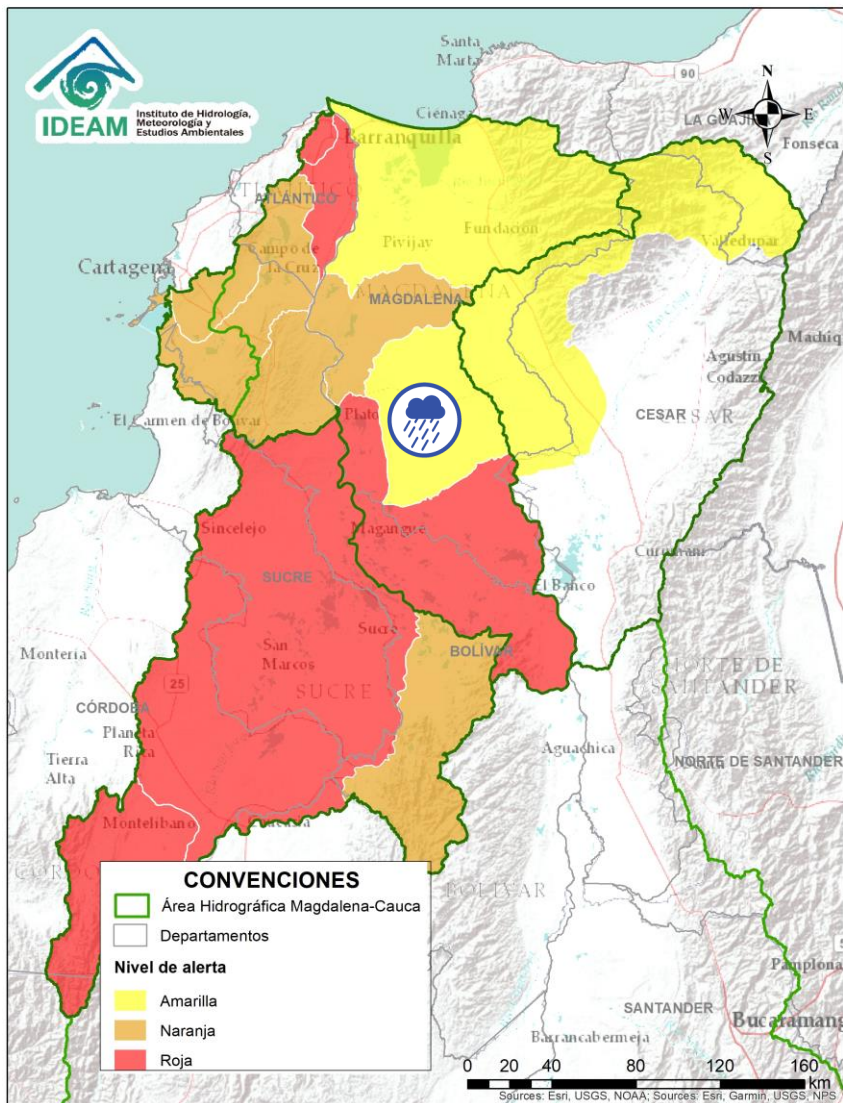 IDEAM
Instituto de Hidrología,
Meteorología y
Estudios Ambientales
Santa
Marta
90
N
W
E
S
Ciénaga
LA GUAJIRA
Fonseca
Barranquilla
ATLÁNTICO
Valledupar
Fundación
Pivijay
Campo de
la Cruz
Cartagena
MAGDALENA
MAGDALENA
Agustín
Codazzi
CESAR
CESAR
Plato
El Carmen de Bolívar
Sincelejo
Magangué
Curumaní
SUCRE
El Banco
Sucre
BOLÍVAR
San
Marcos
Montería
25
SUCRE
NORTE DE
SANTANDER
CÓRDOBA
Planeta
Rica
Tierra
Alta
Aguachica
NORTE DE SANTANDER
Montelíbano
Caucasia
BOLÍVAR
CONVENCIONES
Área Hidrográfica Magdalena-Cauca
Departamentos
Nivel de alerta
Amarilla
Naranja
Roja
Pamplona
SANTANDER
Bucaramang
Barrancabermeja
0 20 40 80 120 160
km
Sources: Esri, USGS, NOAA; Sources: Esri, Garmin, USGS, NPS